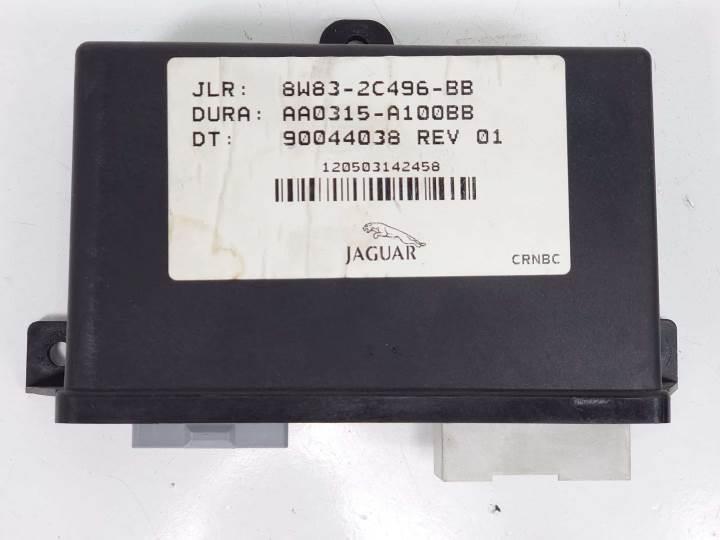 JLR: 8W83-2C496-BB
DURA: AA0315-A100BB
DT: 90044038 REV 01
120503142458
JAGUAR
CRNBC